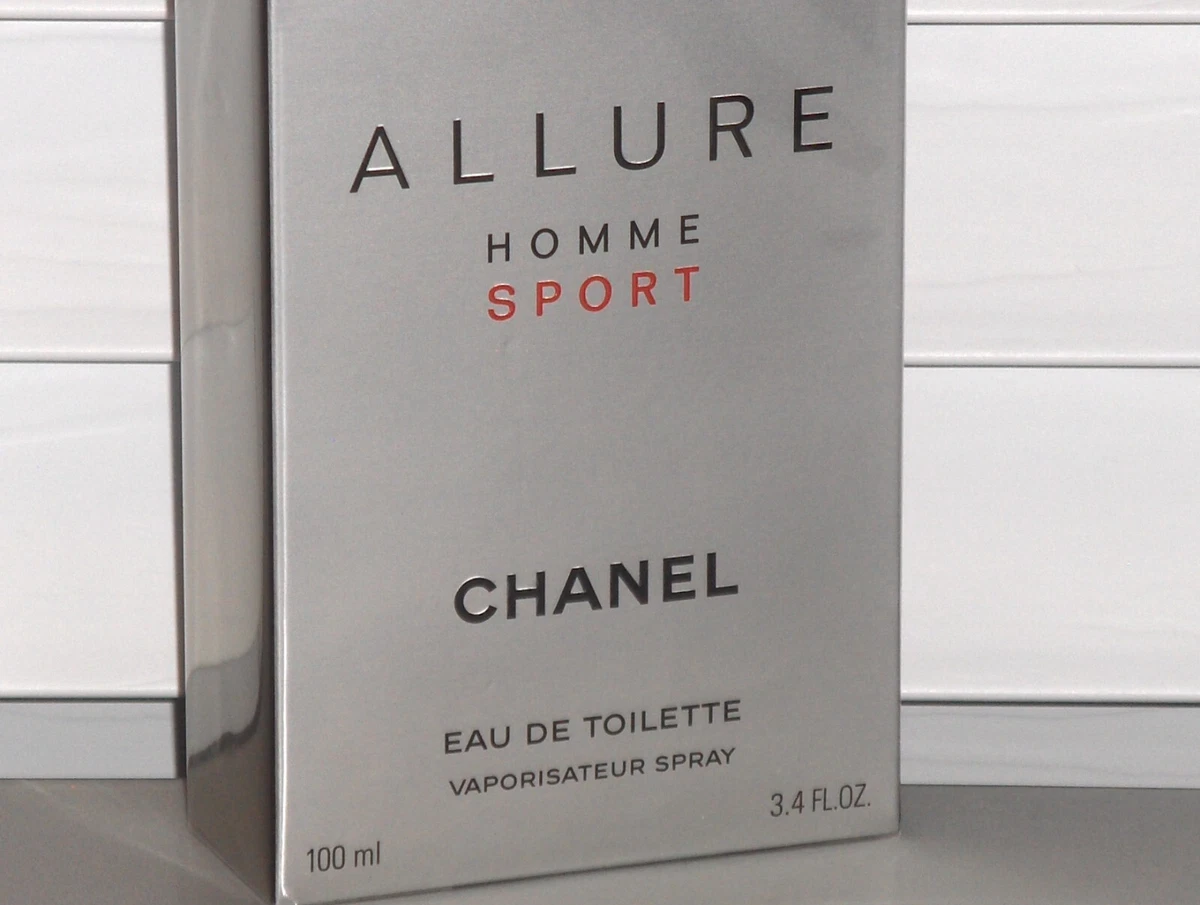 ALLURE
HOMME
SPORT
CHANEL
EAU DE TOILETTE
VAPORISATEUR SPRAY
3.4 FL.OZ.
100 ml